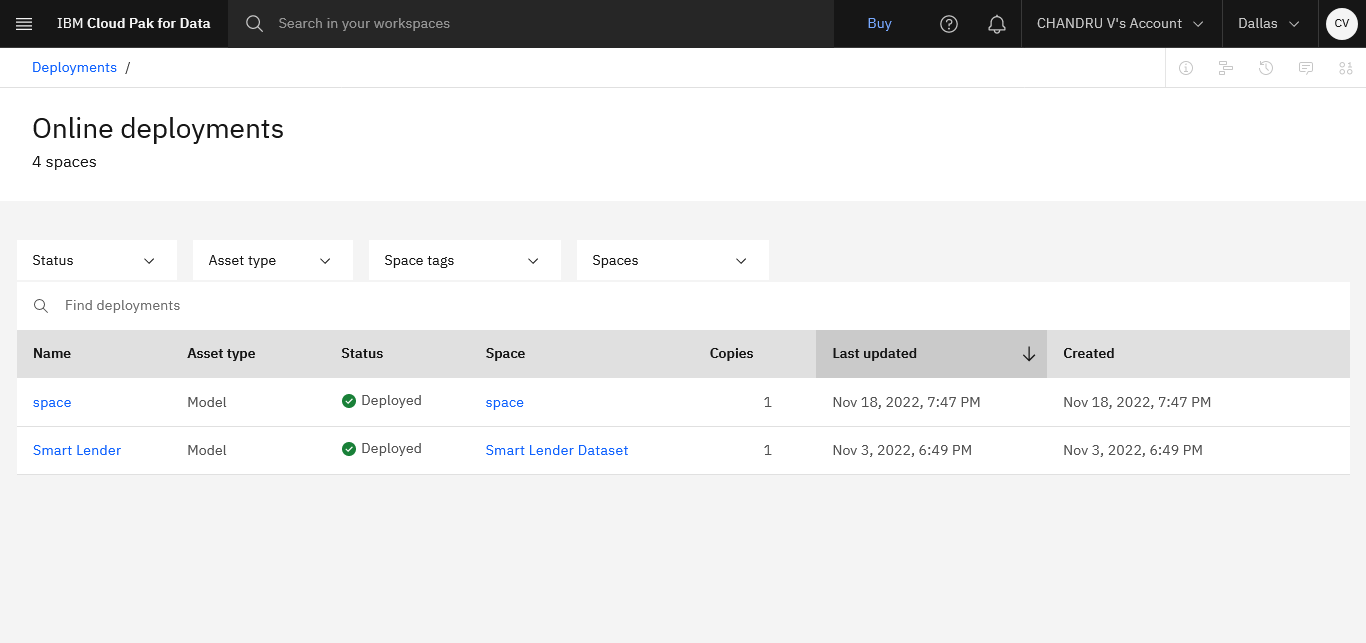 IBM Cloud Pak for Data Search in your workspaces Buy CHANDRU V's Account Dallas CV
Deployments /
Online deployments
4 spaces
Status Asset type Space tags Spaces
Find deployments
Name Asset type Status Space Copies Last updated Created
space Model Deployed space 1 Nov 18, 2022, 7:47 PM Nov 18, 2022, 7:47 PM
Smart Lender Model Deployed Smart Lender Dataset 1 Nov 3, 2022, 6:49 PM Nov 3, 2022, 6:49 PM